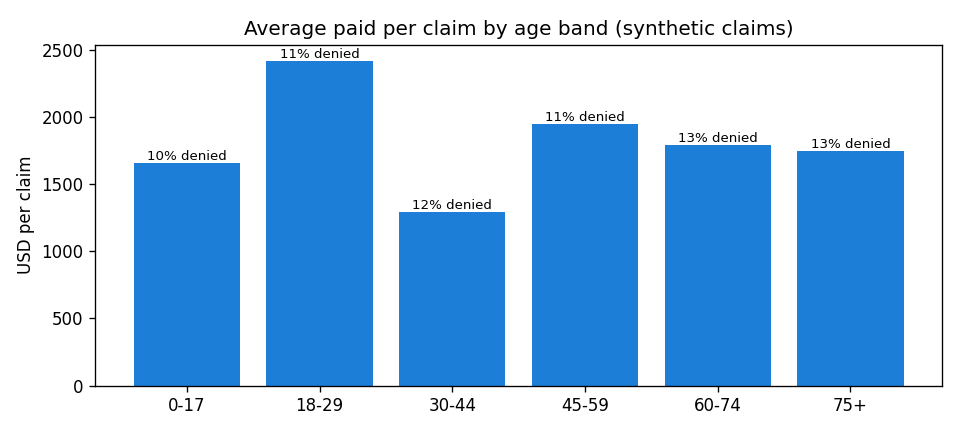 Average paid per claim by age band (synthetic claims)
USD per claim
2500
2000
1500
1000
500
0
10% denied
11% denied
12% denied
11% denied
13% denied
13% denied
0-17
18-29
30-44
45-59
60-74
75+